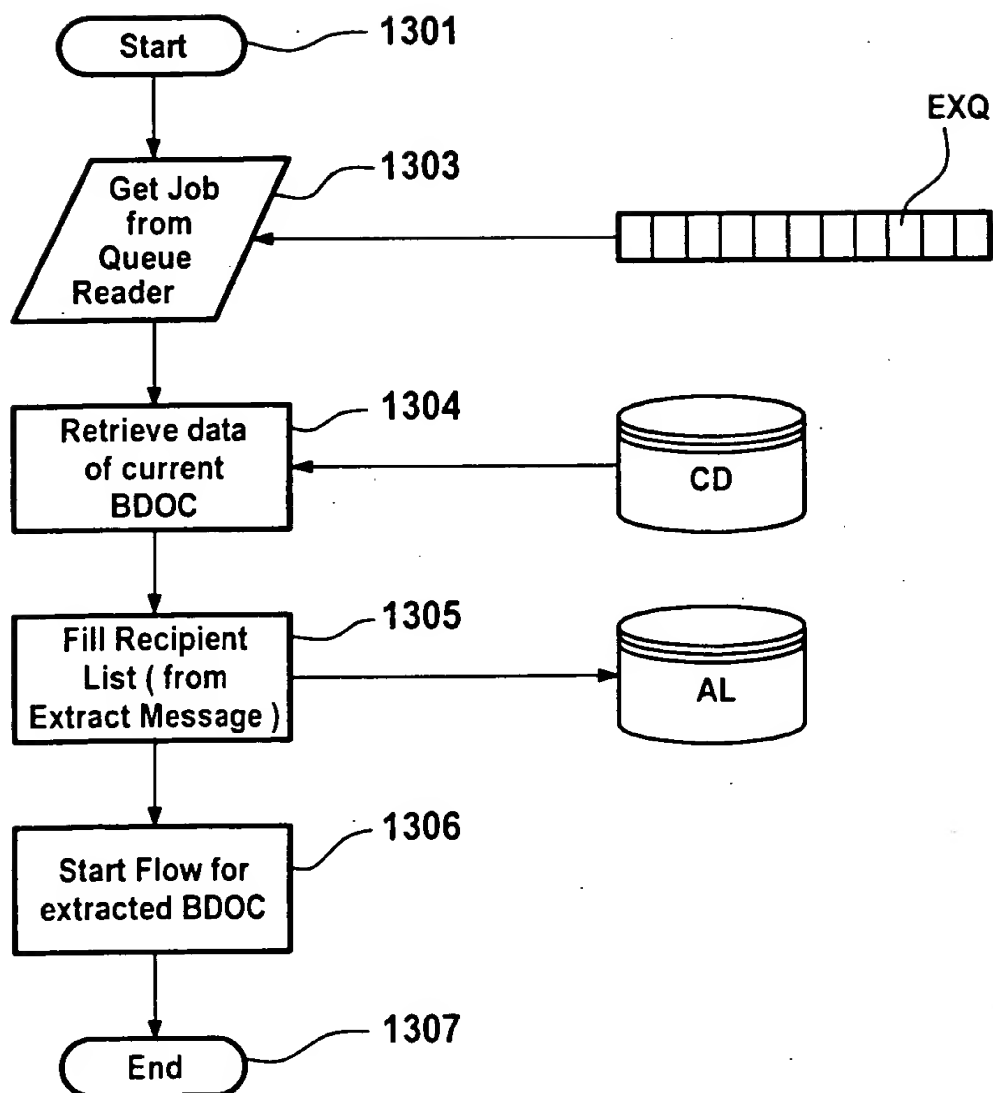 Start
1301
EXQ
Get Job
from
Queue
Reader
1303
Retrieve data
of current
BDOC
1304
CD
Fill Recipient
List ( from
Extract Message )
1305
AL
Start Flow for
extracted BDOC
1306
End
1307